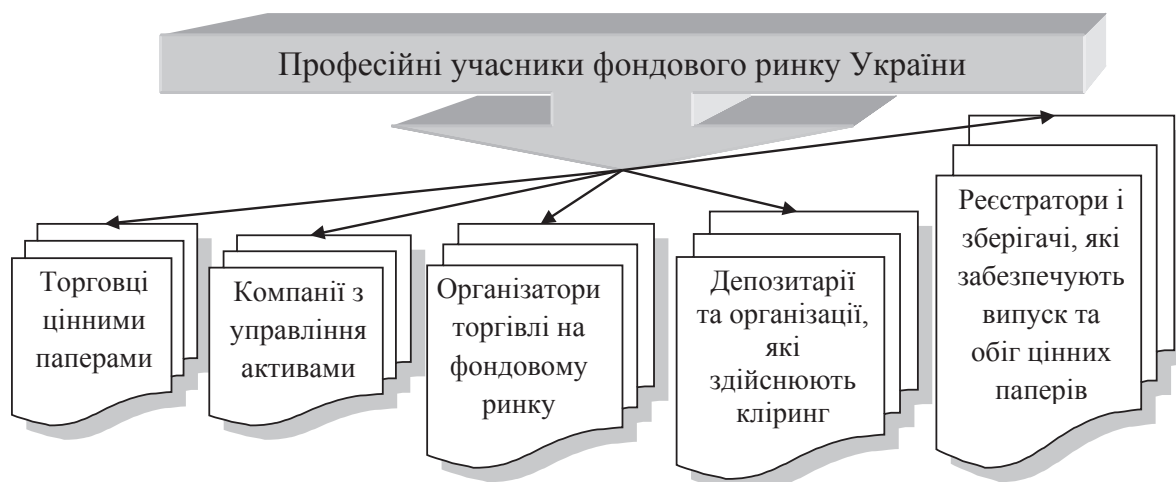 Професійні учасники фондового ринку України
Торговці
цінними
паперами
Компанії з
управління
активами
Організатори
торгівлі на
фондовому
ринку
Депозитарії
та організації,
які
здійснюють
кліринг
Реєстратори і
зберігачі, які
забезпечують
випуск та
обіг цінних
паперів